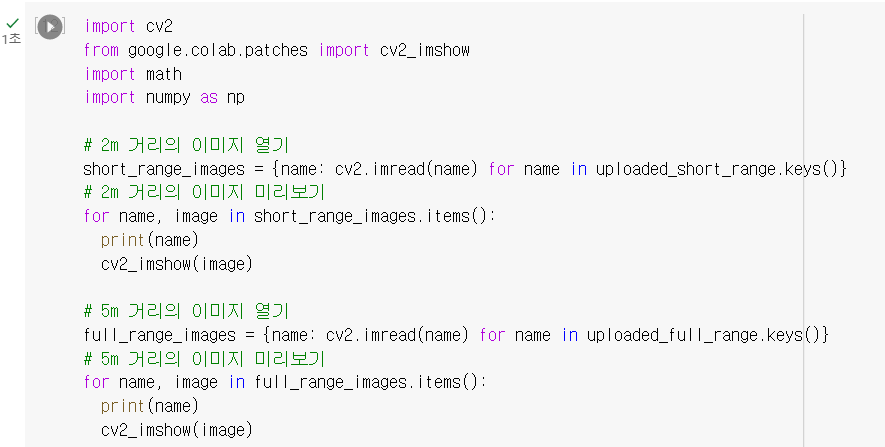 1초
import cv2
from google.colab.patches import cv2_imshow
import math
import numpy as np

# 2m 거리의 이미지 열기
short_range_images = {name: cv2.imread(name) for name in uploaded_short_range.keys()}
# 2m 거리의 이미지 미리보기
for name, image in short_range_images.items():
  print(name)
  cv2_imshow(image)

# 5m 거리의 이미지 열기
full_range_images = {name: cv2.imread(name) for name in uploaded_full_range.keys()}
# 5m 거리의 이미지 미리보기
for name, image in full_range_images.items():
  print(name)
  cv2_imshow(image)